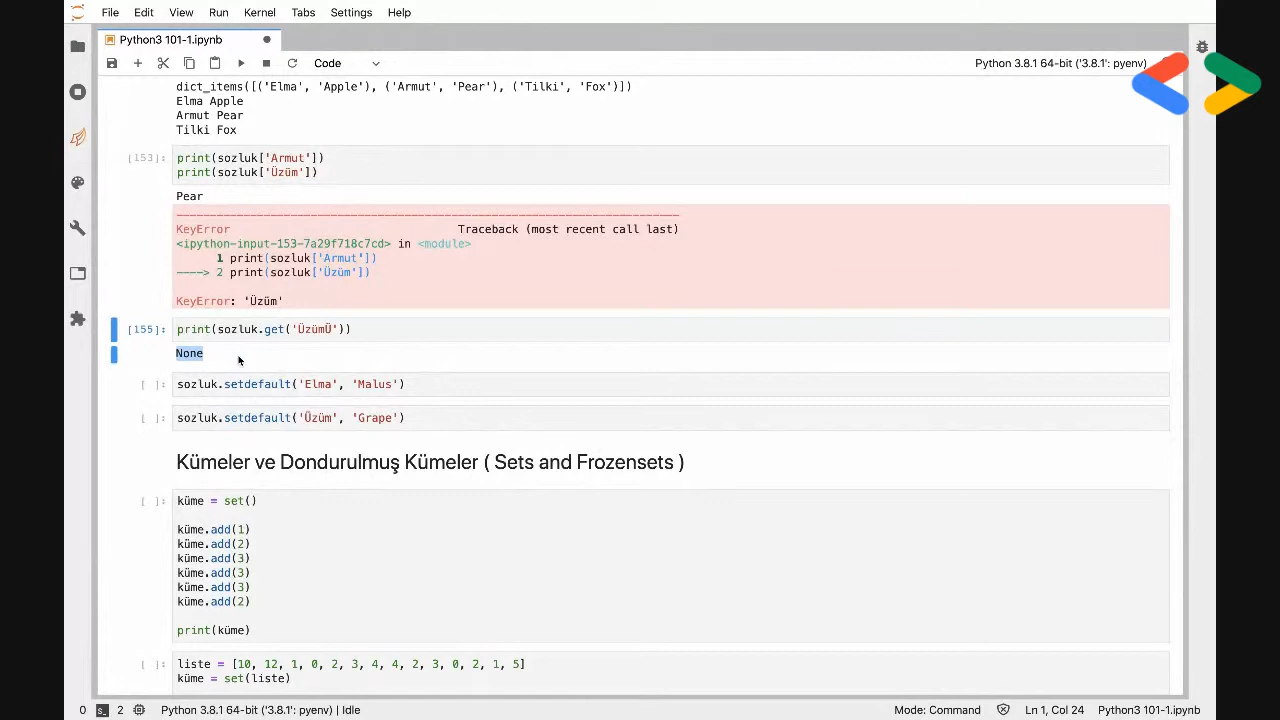 File Edit View Run Kernel Tabs Settings Help
Python3 101-1.ipynb
Code
Python 3.8.1 64-bit ('3.8.1': pyenv)
dict_items([('Elma', 'Apple'), ('Armut', 'Pear'), ('Tilki', 'Fox')])
Elma Apple
Armut Pear
Tilki Fox
[153]: print(sozluk['Armut'])
print(sozluk['Üzüm'])
Pear
KeyError Traceback (most recent call last)
<ipython-input-153-7a29f718c7cd> in <module>
1 print(sozluk['Armut'])
----> 2 print(sozluk['Üzüm'])
KeyError: 'Üzüm'
[155]: print(sozluk.get('ÜzümÜ'))
None
[ ]: sozluk.setdefault('Elma', 'Malus')
[ ]: sozluk.setdefault('Üzüm', 'Grape')
Kümeler ve Dondurulmuş Kümeler ( Sets and Frozensets )
[ ]: küme = set()
küme.add(1)
küme.add(2)
küme.add(3)
küme.add(3)
küme.add(3)
küme.add(2)
print(küme)
[ ]: liste = [10, 12, 1, 0, 2, 3, 4, 4, 2, 3, 0, 2, 1, 5]
küme = set(liste)
0 2 Python 3.8.1 64-bit ('3.8.1': pyenv) | Idle
Mode: Command Ln 1, Col 24 Python3 101-1.ipynb